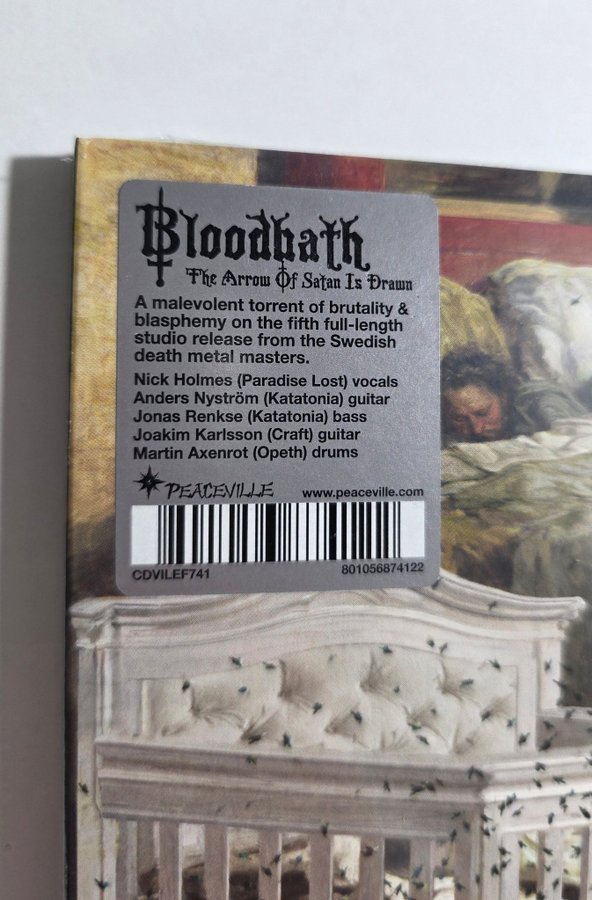 Bloodbath
The Arrow Of Satan Is Drawn
A malevolent torrent of brutality &
blasphemy on the fifth full-length
studio release from the Swedish
death metal masters.
Nick Holmes (Paradise Lost) vocals
Anders Nyström (Katatonia) guitar
Jonas Renkse (Katatonia) bass
Joakim Karlsson (Craft) guitar
Martin Axenrot (Opeth) drums
PEACEVILLE www.peaceville.com
CDVILEF741 801056874122